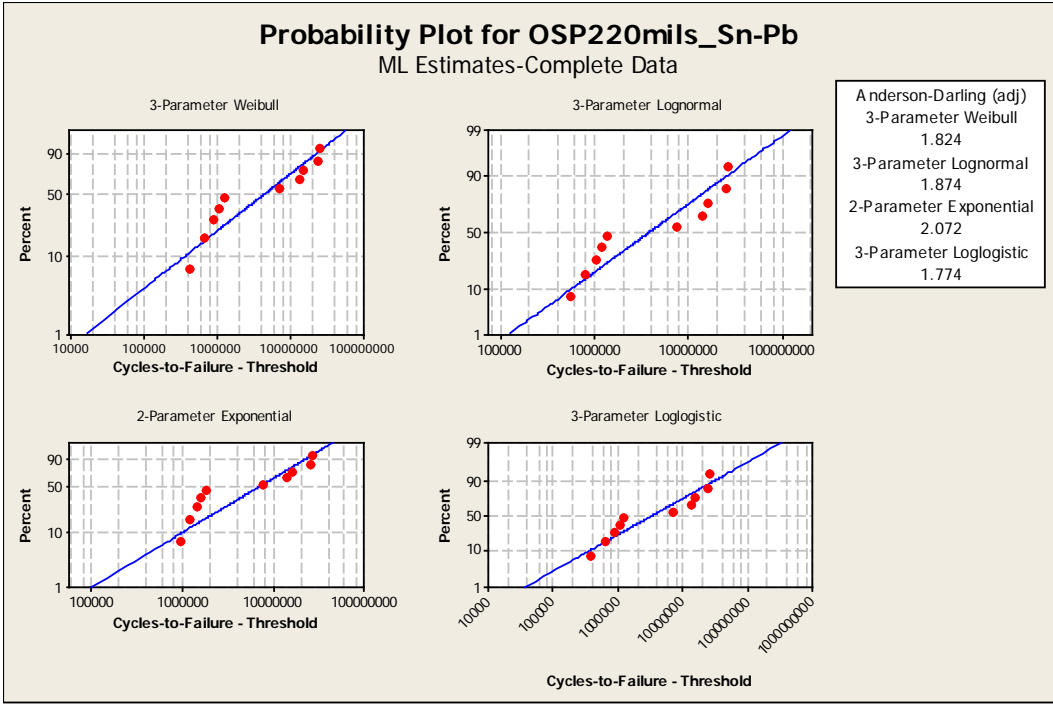 Probability Plot for OSP220mils_Sn-Pb
ML Estimates-Complete Data
3-Parameter Weibull
Percent
90
50
10
1
10000 100000 1000000 10000000 100000000
Cycles-to-Failure - Threshold
3-Parameter Lognormal
Percent
99
90
50
10
1
100000 1000000 10000000 100000000
Cycles-to-Failure - Threshold
Anderson-Darling (adj)
3-Parameter Weibull
1.824
3-Parameter Lognormal
1.874
2-Parameter Exponential
2.072
3-Parameter Loglogistic
1.774
2-Parameter Exponential
Percent
90
50
10
1
100000 1000000 10000000 100000000
Cycles-to-Failure - Threshold
3-Parameter Loglogistic
Percent
99
90
50
10
1
10000 100000 1000000 10000000 100000000 1000000000
Cycles-to-Failure - Threshold